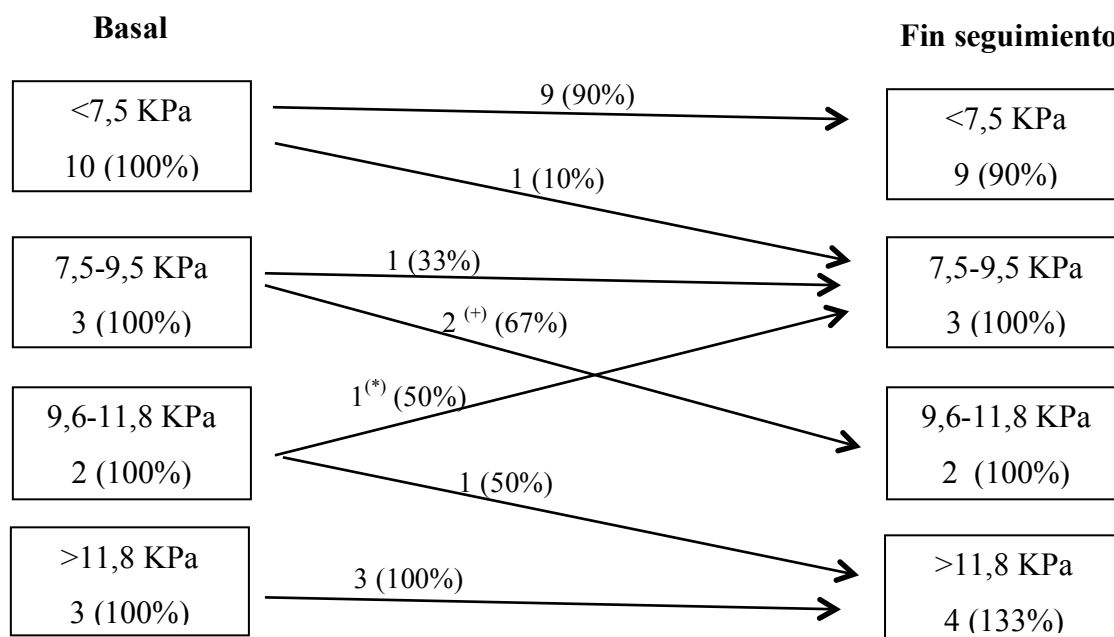 Basal
Fin seguimiento
<7,5 KPa
10 (100%)
9 (90%)
<7,5 KPa
9 (90%)
1 (10%)
7,5-9,5 KPa
3 (100%)
1 (33%)
2 (+) (67%)
7,5-9,5 KPa
3 (100%)
9,6-11,8 KPa
2 (100%)
1(*) (50%)
9,6-11,8 KPa
2 (100%)
1 (50%)
>11,8 KPa
3 (100%)
3 (100%)
>11,8 KPa
4 (133%)